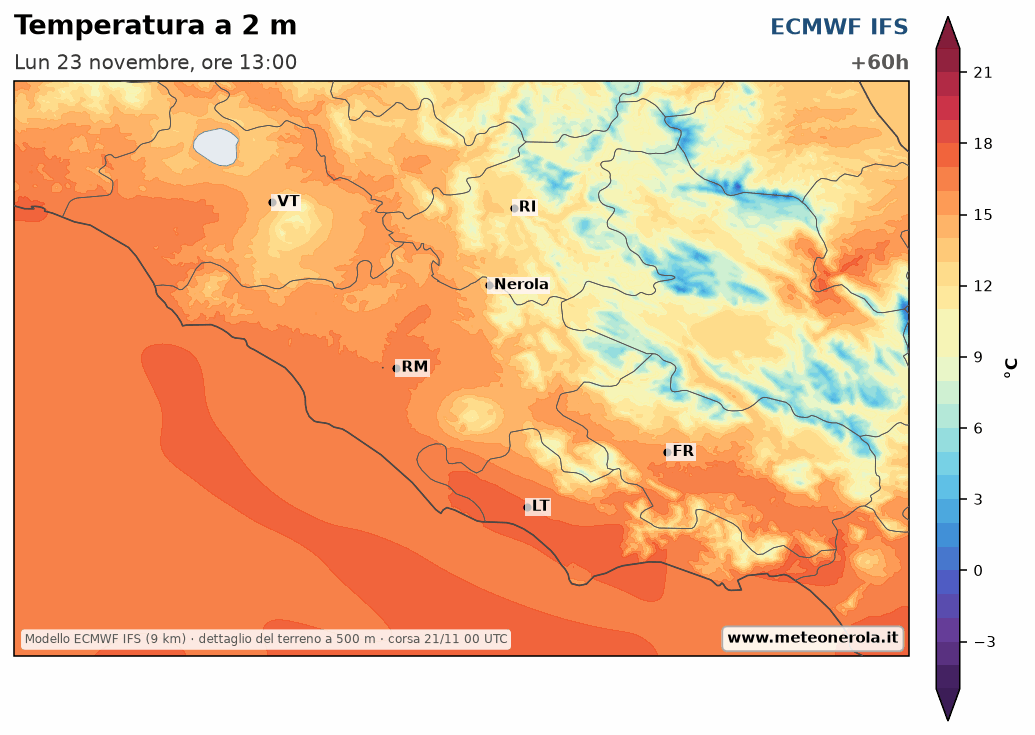 Temperatura a 2 m
ECMWF IFS
Lun 23 novembre, ore 13:00
+60h
VT
RI
Nerola
RM
FR
LT
21
18
15
12
9
6
3
0
−3
°C
Modello ECMWF IFS (9 km) · dettaglio del terreno a 500 m · corsa 21/11 00 UTC
www.meteonerola.it